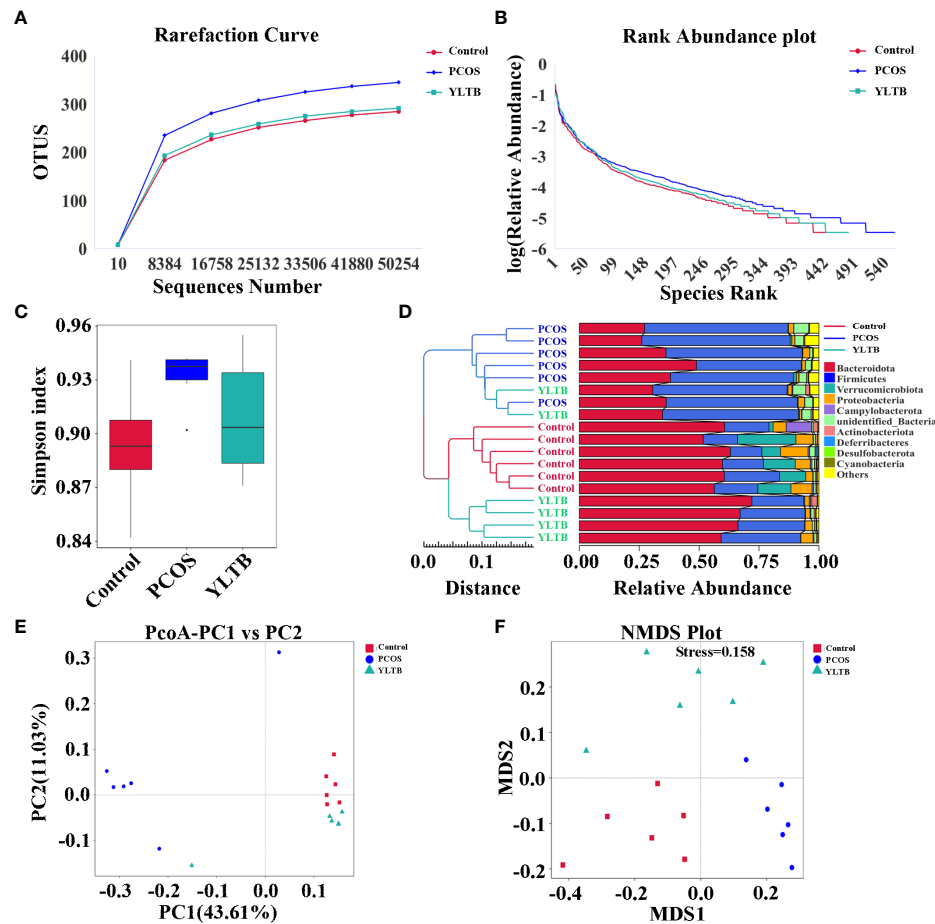 A
Rarefaction Curve
Control
PCOS
YLTB
400
300
200
100
0
OTUS
10 8384 16758 25132 33506 41880 50254
Sequences Number
B
Rank Abundance plot
Control
PCOS
YLTB
0
-1
-2
-3
-4
-5
-6
log(Relative Abundance)
1 50 99 148 197 246 295 344 393 442 491 540
Species Rank
C
0.96
0.93
0.90
0.87
0.84
Simpson index
Control PCOS YLTB
D
PCOS
PCOS
PCOS
PCOS
PCOS
YLTB
PCOS
YLTB
Control
Control
Control
Control
Control
Control
YLTB
YLTB
YLTB
YLTB
0.0 0.1
Distance
0.00 0.25 0.50 0.75 1.00
Relative Abundance
Control
PCOS
YLTB
Bacteroidota
Firmicutes
Verrucomicrobiota
Proteobacteria
Campylobacterota
unidentified_Bacteria
Actinobacteriota
Deferribacteres
Desulfobacterota
Cyanobacteria
Others
E
PcoA-PC1 vs PC2
Control
PCOS
YLTB
0.3
0.2
0.1
0.0
-0.1
PC2(11.03%)
-0.3 -0.2 -0.1 0.0 0.1
PC1(43.61%)
F
NMDS Plot
Stress=0.158
Control
PCOS
YLTB
0.2
0.0
-0.1
-0.2
MDS2
-0.4 -0.2 0.0 0.2
MDS1